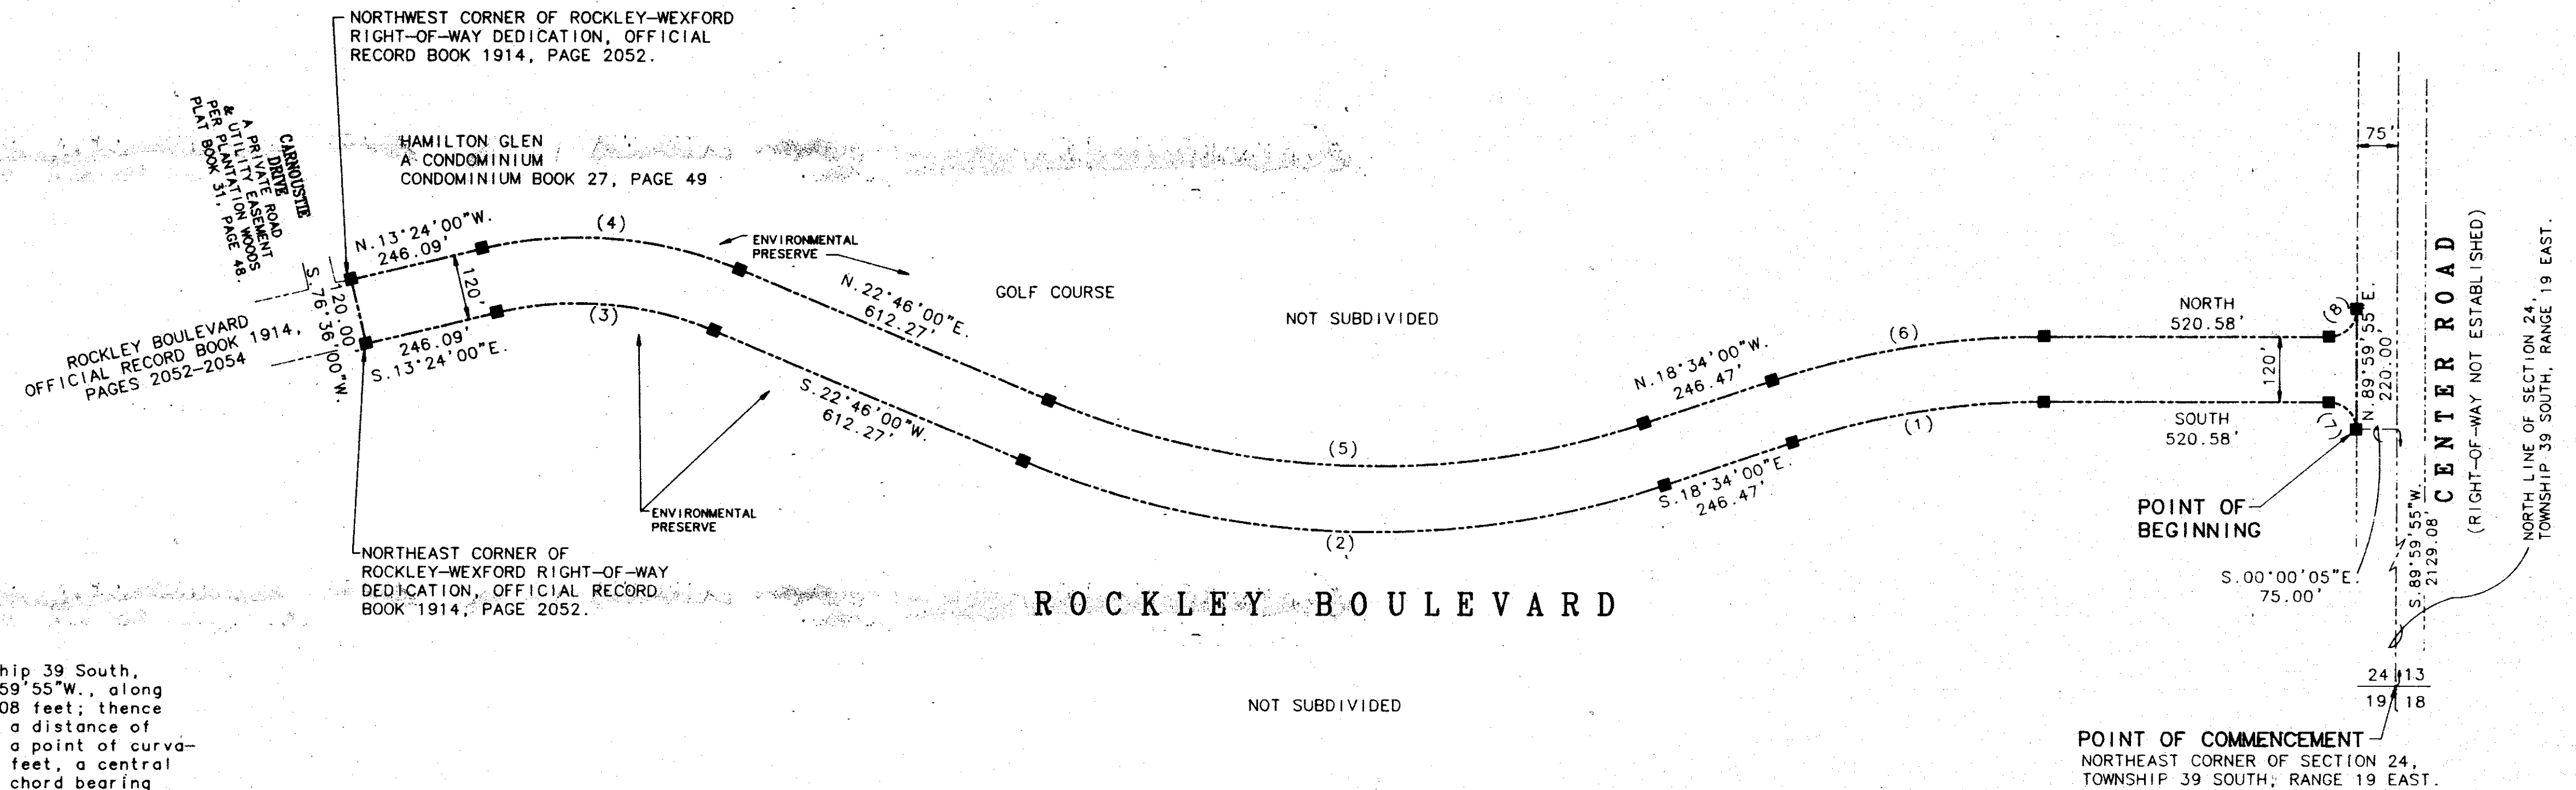 NORTHWEST CORNER OF ROCKLEY–WEXFORD
RIGHT–OF–WAY DEDICATION, OFFICIAL
RECORD BOOK 1914, PAGE 2052.
CARNOUSTIE
DRIVE
A PRIVATE ROAD
& UTILITY EASEMENT
PER PLANTATION WOODS
PLAT BOOK 31, PAGE 48.
HAMILTON GLEN
A CONDOMINIUM
CONDOMINIUM BOOK 27, PAGE 49
N.13°24'00"W.
246.09'
(4)
ENVIRONMENTAL
PRESERVE
120'
120.00
S.76°36'00"W.
ROCKLEY BOULEVARD
OFFICIAL RECORD BOOK 1914,
PAGES 2052–2054
246.09'
S.13°24'00"E.
(3)
N.22°46'00"E.
612.27'
GOLF COURSE
NOT SUBDIVIDED
S.22°46'00"W.
612.27'
ENVIRONMENTAL
PRESERVE
(5)
(2)
N.18°34'00"W.
246.47'
(6)
S.18°34'00"E.
246.47'
(1)
NORTH
520.58'
120'
SOUTH
520.58'
(8)
(7)
75'
N.89°59'55"E.
220.00'
CENTER ROAD
(RIGHT–OF–WAY NOT ESTABLISHED)
NORTH LINE OF SECTION 24,
TOWNSHIP 39 SOUTH, RANGE 19 EAST.
POINT OF
BEGINNING
S.00°00'05"E.
75.00'
S.89°59'55"W.
2129.08'
NORTHEAST CORNER OF
ROCKLEY–WEXFORD RIGHT–OF–WAY
DEDICATION, OFFICIAL RECORD
BOOK 1914, PAGE 2052.
ROCKLEY BOULEVARD
NOT SUBDIVIDED
24 13
19 18
POINT OF COMMENCEMENT
NORTHEAST CORNER OF SECTION 24,
TOWNSHIP 39 SOUTH, RANGE 19 EAST.
hip 39 South,
59'55"W., along
08 feet; thence
a distance of
a point of curva–
feet, a central
chord bearing